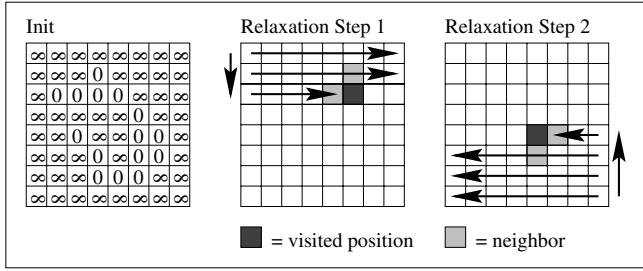 Init
Relaxation Step 1
Relaxation Step 2
∞ ∞ ∞ ∞ ∞ ∞ ∞ ∞
∞ ∞ ∞ 0 ∞ ∞ ∞ ∞
∞ 0 0 0 0 ∞ ∞ ∞
∞ ∞ ∞ ∞ ∞ 0 ∞ ∞
∞ ∞ 0 ∞ ∞ 0 0 ∞
∞ ∞ ∞ 0 ∞ 0 0 ∞
∞ ∞ ∞ 0 0 0 ∞ ∞
∞ ∞ ∞ ∞ ∞ ∞ ∞ ∞
= visited position
= neighbor